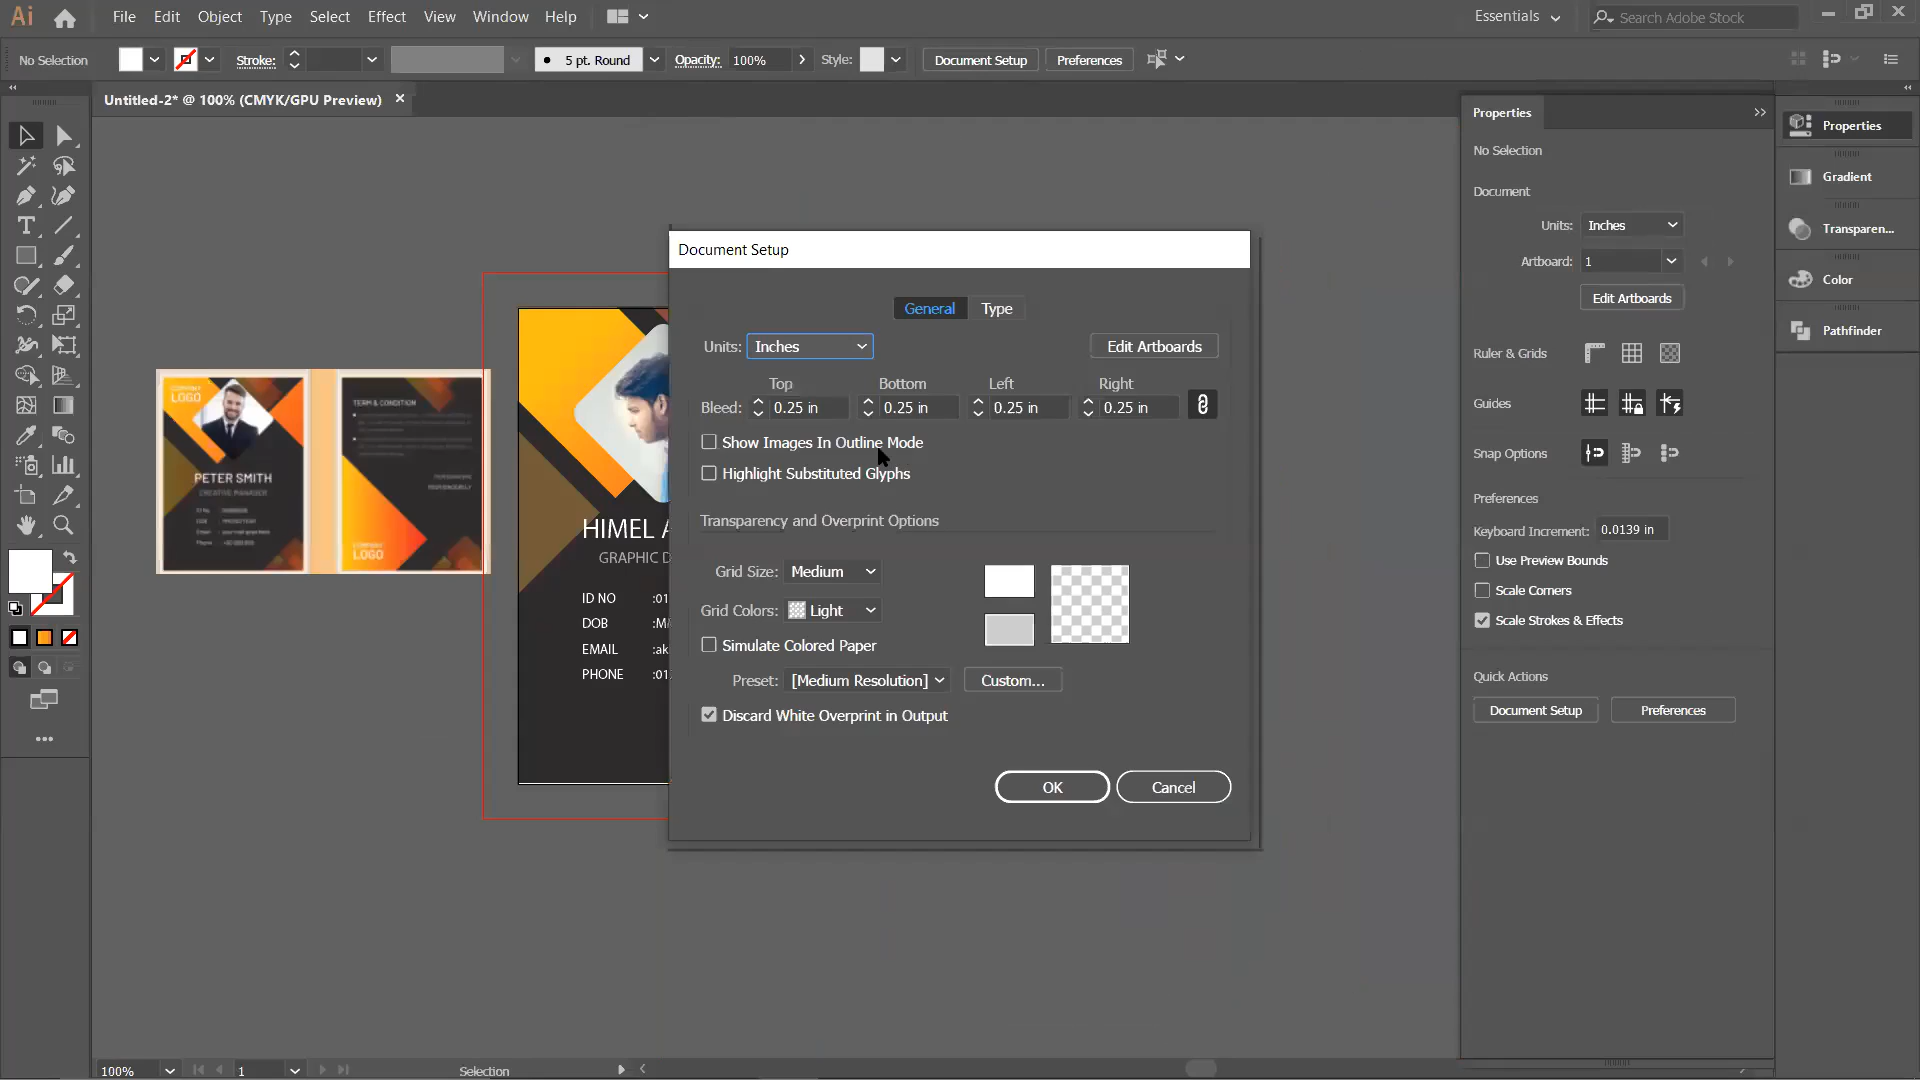 Ai File Edit Object Type Select Effect View Window Help Essentials Search Adobe Stock
No Selection Stroke: 5 pt. Round Opacity: 100% Style: Document Setup Preferences
Untitled-2* @ 100% (CMYK/GPU Preview)
COMPANY
LOGO
PETER SMITH
CREATIVE MANAGER
TERM & CONDITION
COMPANY
LOGO
HIMEL A
GRAPHIC D
ID NO :01
DOB :M
EMAIL :ak
PHONE :01
Document Setup
General Type
Units: Inches Edit Artboards
Top Bottom Left Right
Bleed: 0.25 in 0.25 in 0.25 in 0.25 in
Show Images In Outline Mode
Highlight Substituted Glyphs
Transparency and Overprint Options
Grid Size: Medium
Grid Colors: Light
Simulate Colored Paper
Preset: [Medium Resolution] Custom...
Discard White Overprint in Output
OK Cancel
Properties
No Selection
Document
Units: Inches
Artboard: 1
Edit Artboards
Ruler & Grids
Guides
Snap Options
Preferences
Keyboard Increment: 0.0139 in
Use Preview Bounds
Scale Corners
Scale Strokes & Effects
Quick Actions
Document Setup Preferences
Properties
Gradient
Transparen...
Color
Pathfinder
100% 1 Selection